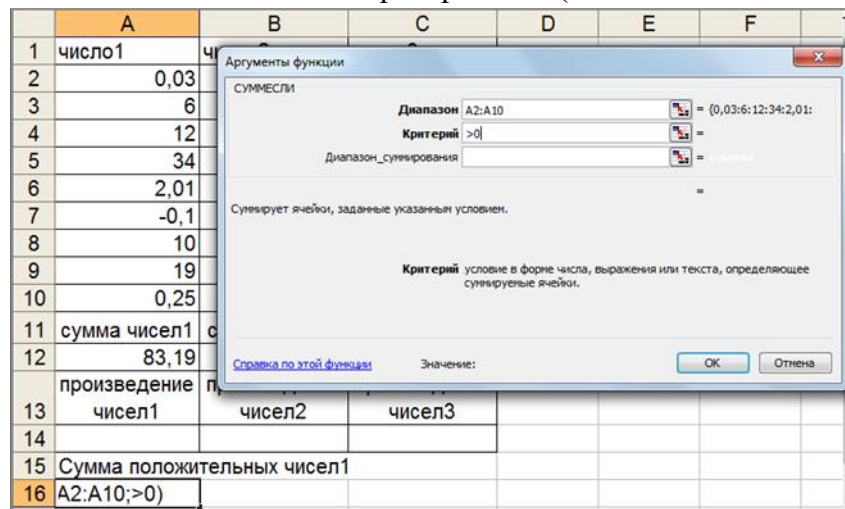 A B C D E F
1 число1
Аргументы функции
2 0,03
СУММЕСЛИ
3 6
Диапазон A2:A10 = {0,03:6:12:34:2,01:
4 12
Критерий >0 =
5 34
Диапазон_суммирования =
6 2,01
=
7 -0,1
Суммирует ячейки, заданные указанным условием.
8 10
9 19
Критерий условие в форме числа, выражения или текста, определяющее
суммируемые ячейки.
10 0,25
11 сумма чисел1 с
12 83,19
Справка по этой функции Значение: ОК Отмена
произведение
13 чисел1 чисел2 чисел3
14
15 Сумма положительных чисел1
16 A2:A10;>0)